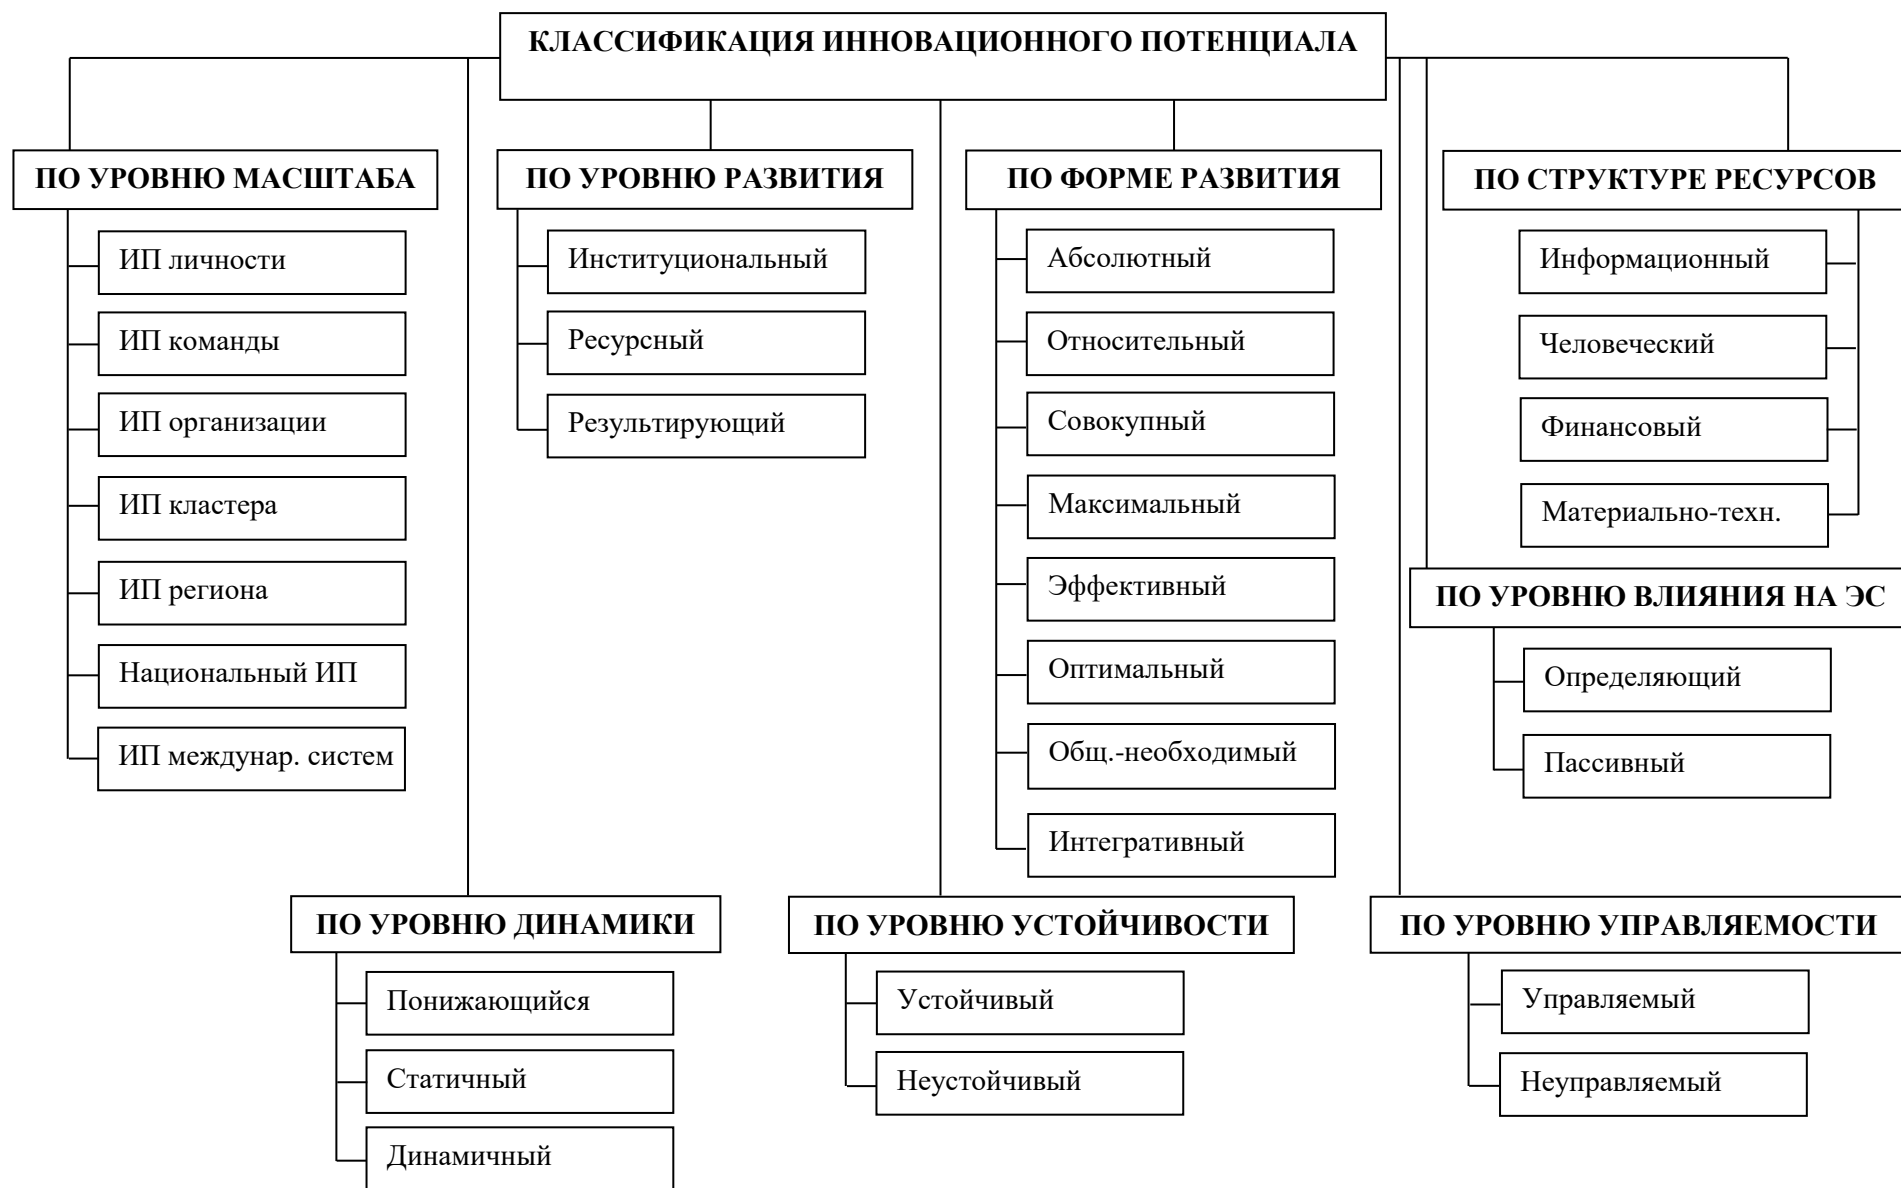 КЛАССИФИКАЦИЯ ИННОВАЦИОННОГО ПОТЕНЦИАЛА
ПО УРОВНЮ МАСШТАБА
ИП личности
ИП команды
ИП организации
ИП кластера
ИП региона
Национальный ИП
ИП междунар. систем
ПО УРОВНЮ РАЗВИТИЯ
Институциональный
Ресурсный
Результирующий
ПО ФОРМЕ РАЗВИТИЯ
Абсолютный
Относительный
Совокупный
Максимальный
Эффективный
Оптимальный
Общ.-необходимый
Интегративный
ПО СТРУКТУРЕ РЕСУРСОВ
Информационный
Человеческий
Финансовый
Материально-техн.
ПО УРОВНЮ ВЛИЯНИЯ НА ЭС
Определяющий
Пассивный
ПО УРОВНЮ ДИНАМИКИ
Понижающийся
Статичный
Динамичный
ПО УРОВНЮ УСТОЙЧИВОСТИ
Устойчивый
Неустойчивый
ПО УРОВНЮ УПРАВЛЯЕМОСТИ
Управляемый
Неуправляемый